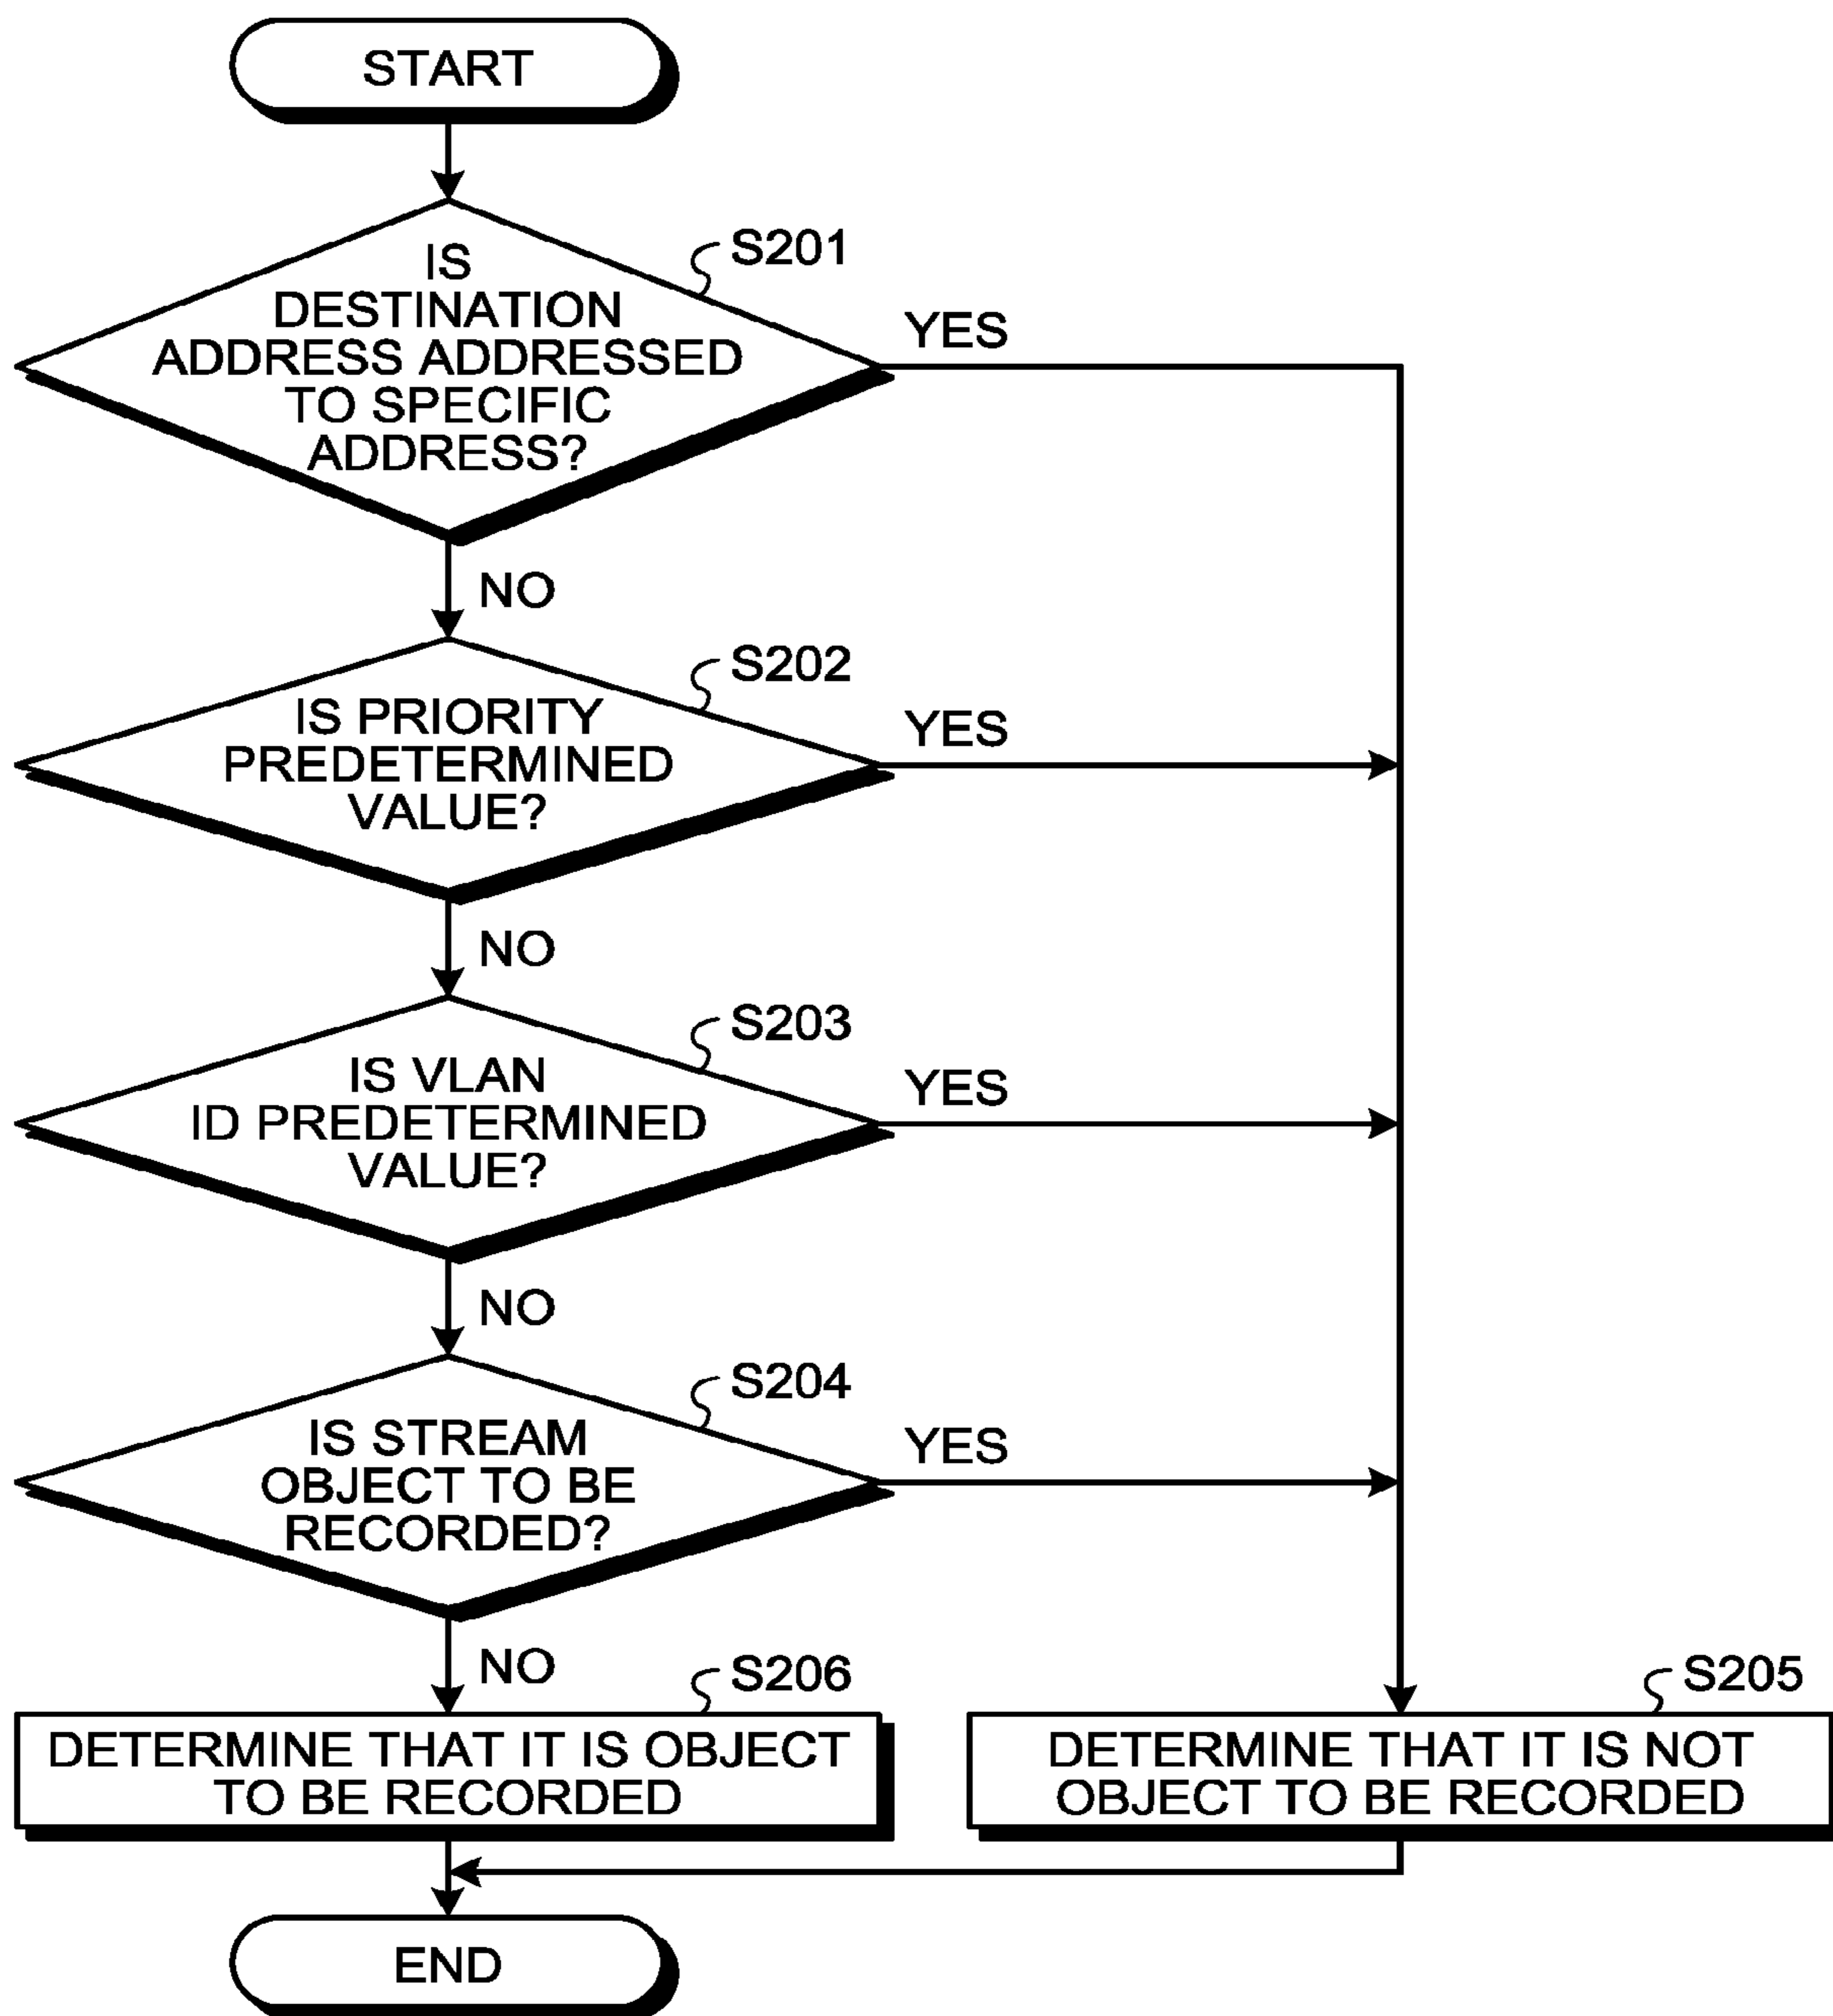 START
S201
IS
DESTINATION
ADDRESS ADDRESSED
TO SPECIFIC
ADDRESS?
YES
NO
S202
IS PRIORITY
PREDETERMINED
VALUE?
YES
NO
S203
IS VLAN
ID PREDETERMINED
VALUE?
YES
NO
S204
IS STREAM
OBJECT TO BE
RECORDED?
YES
NO
S206
DETERMINE THAT IT IS OBJECT
TO BE RECORDED
S205
DETERMINE THAT IT IS NOT
OBJECT TO BE RECORDED
END